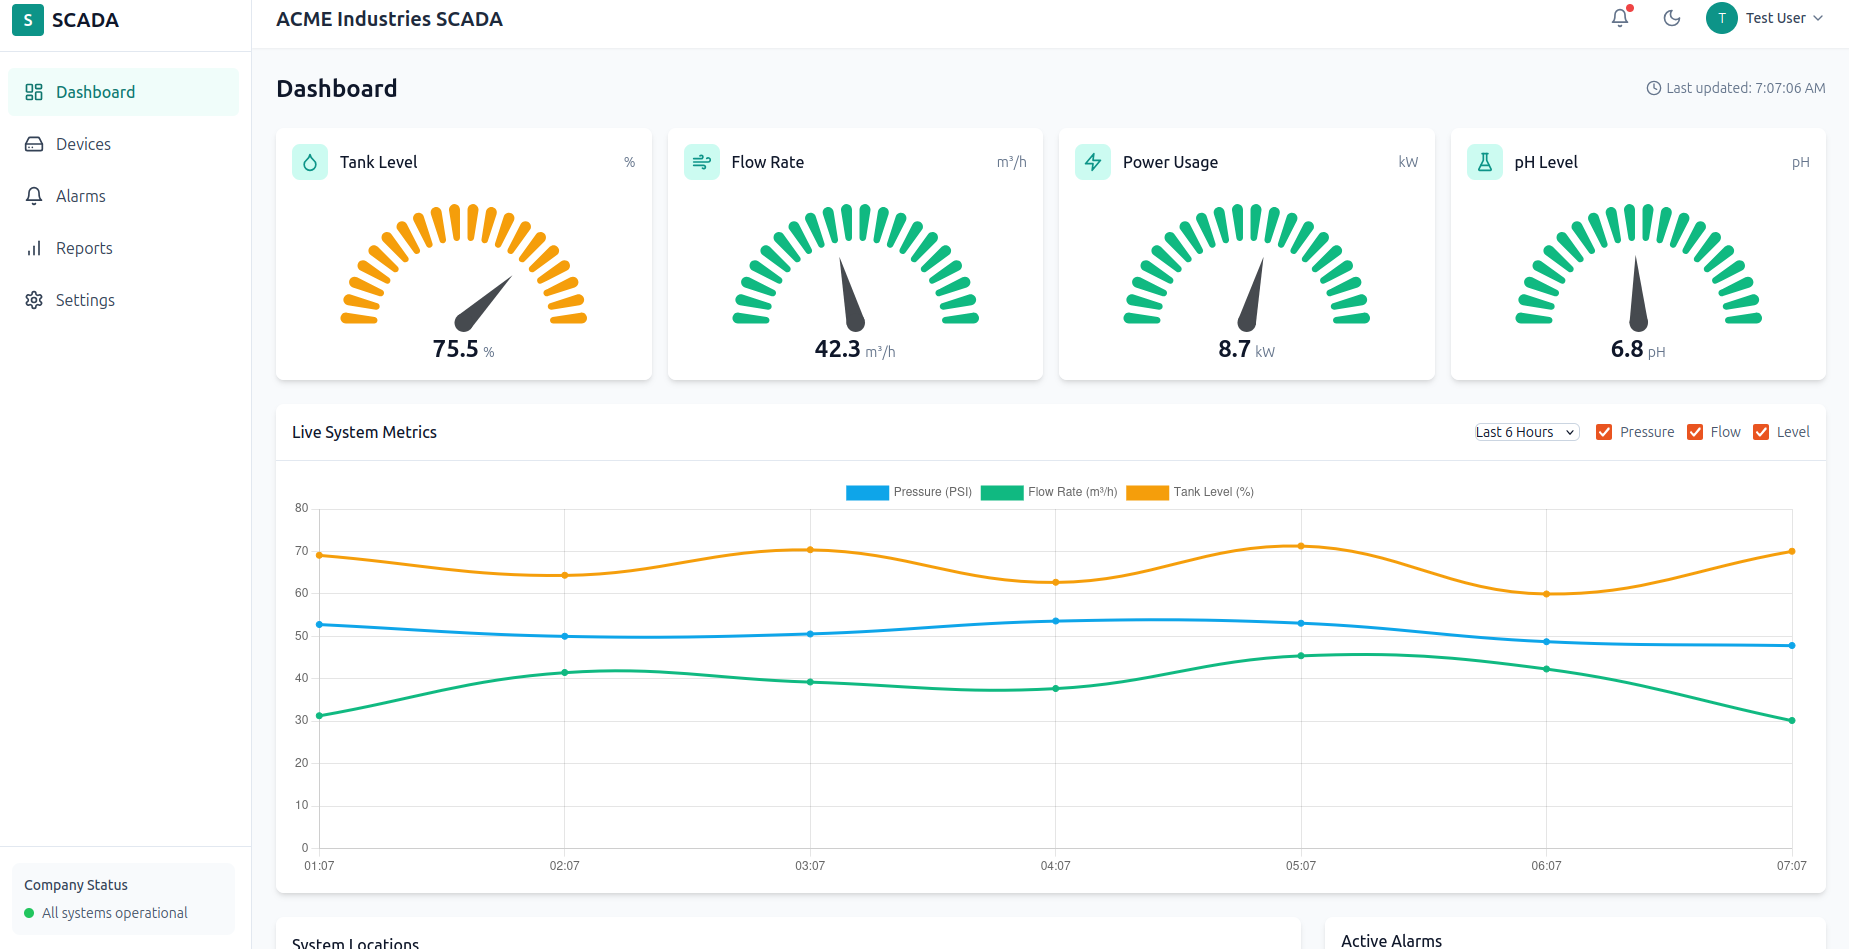 S SCADA
ACME Industries SCADA
T Test User
Dashboard
Devices
Alarms
Reports
Settings
Company Status
All systems operational
Dashboard
Last updated: 7:07:06 AM
Tank Level %
75.5 %
Flow Rate m³/h
42.3 m³/h
Power Usage kW
8.7 kW
pH Level pH
6.8 pH
Live System Metrics
Last 6 Hours Pressure Flow Level
Pressure (PSI) Flow Rate (m³/h) Tank Level (%)
80
70
60
50
40
30
20
10
0
01:07 02:07 03:07 04:07 05:07 06:07 07:07
System Locations
Active Alarms